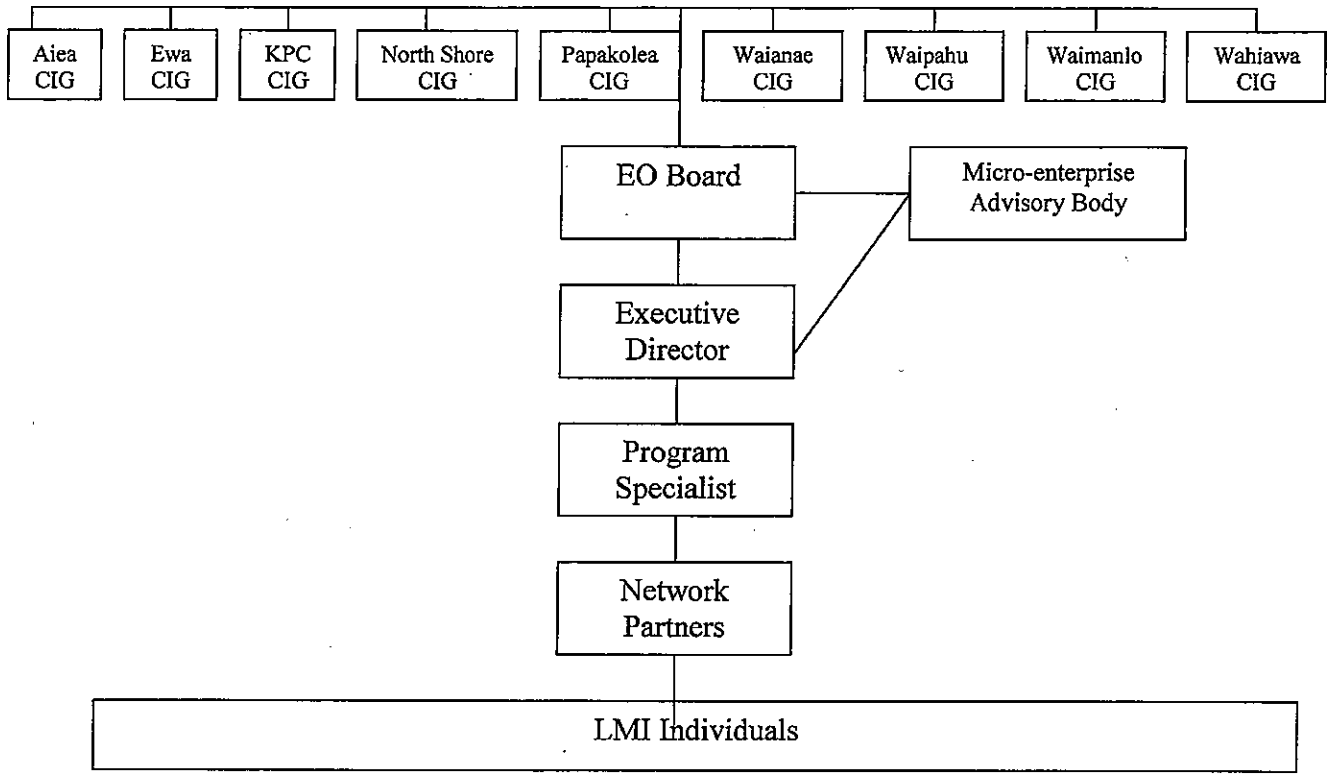 Aiea
CIG
Ewa
CIG
KPC
CIG
North Shore
CIG
Papakolea
CIG
Waianae
CIG
Waipahu
CIG
Waimanlo
CIG
Wahiawa
CIG
EO Board
Micro-enterprise
Advisory Body
Executive
Director
Program
Specialist
Network
Partners
LMI Individuals